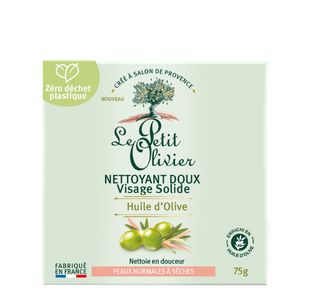 Zéro déchet
plastique
CRÉÉ À SALON DE PROVENCE
NOUVEAU
Le Petit
Olivier
NETTOYANT DOUX
Visage Solide
Huile d'Olive
ENRICHI EN
HUILE D'OLIVE
Nettoie en douceur
FABRIQUÉ
EN FRANCE
PEAUX NORMALES À SÈCHES
75g